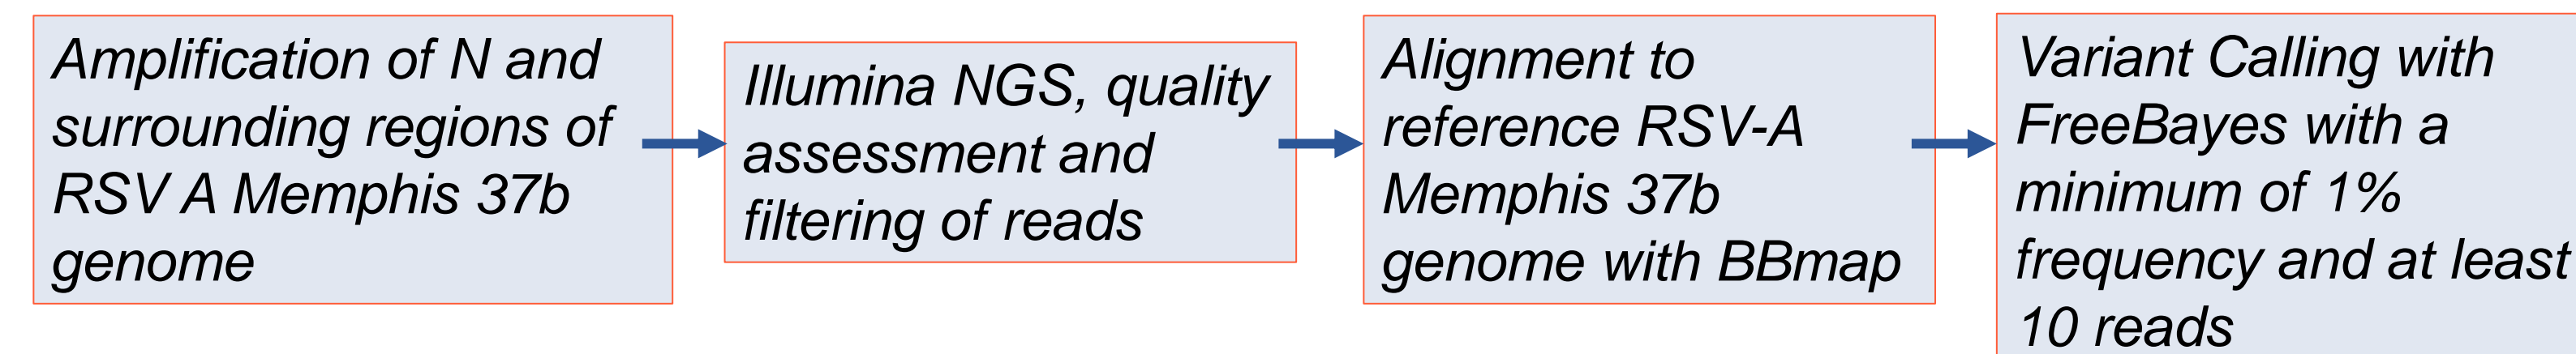 Amplification of N and
surrounding regions of
RSV A Memphis 37b
genome
Illumina NGS, quality
assessment and
filtering of reads
Alignment to
reference RSV-A
Memphis 37b
genome with BBmap
Variant Calling with
FreeBayes with a
minimum of 1%
frequency and at least
10 reads